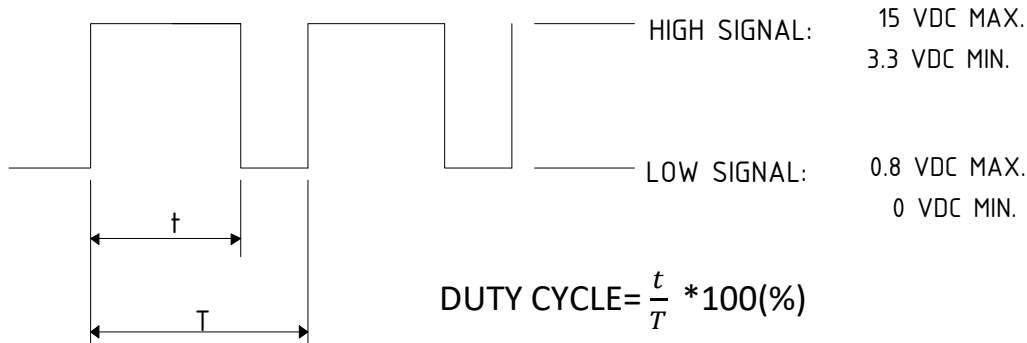 HIGH SIGNAL: 15 VDC MAX.
3.3 VDC MIN.
LOW SIGNAL: 0.8 VDC MAX.
0 VDC MIN.
t
T
DUTY CYCLE= t/T *100(%)